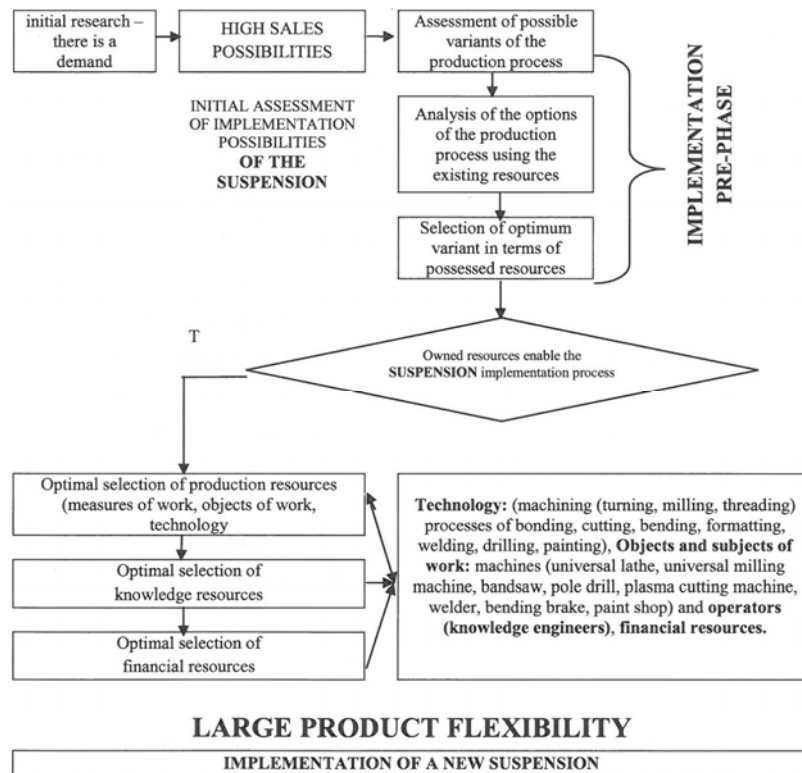 initial research –
there is a
demand
HIGH SALES
POSSIBILITIES
Assessment of possible
variants of the
production process
INITIAL ASSESSMENT
OF IMPLEMENTATION
POSSIBILITIES
OF THE
SUSPENSION
Analysis of the options
of the production
process using the
existing resources
Selection of optimum
variant in terms of
possessed resources
IMPLEMENTATION
PRE-PHASE
T
Owned resources enable the
SUSPENSION implementation process
Optimal selection of production resources
(measures of work, objects of work,
technology
Optimal selection of
knowledge resources
Optimal selection of
financial resources
Technology: (machining (turning, milling, threading)
processes of bonding, cutting, bending, formatting,
welding, drilling, painting), Objects and subjects of
work: machines (universal lathe, universal milling
machine, bandsaw, pole drill, plasma cutting machine,
welder, bending brake, paint shop) and operators
(knowledge engineers), financial resources.
LARGE PRODUCT FLEXIBILITY
IMPLEMENTATION OF A NEW SUSPENSION